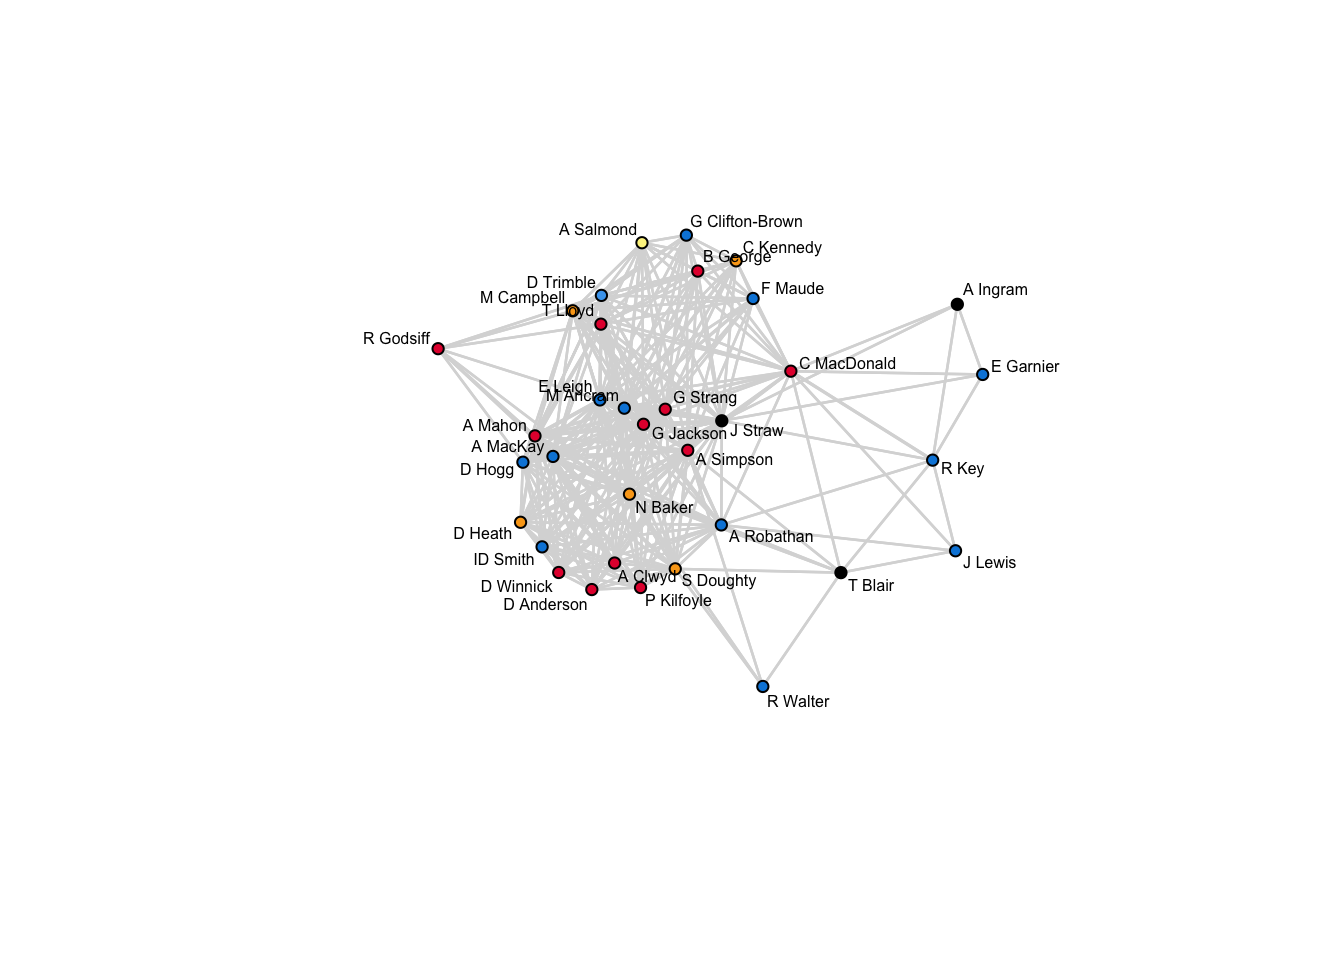 G Clifton-Brown
A Salmond
C Kennedy
B George
D Trimble
F Maude
A Ingram
M Campbell
T Lloyd
R Godsiff
C MacDonald
E Garnier
E Leigh
M Ancram
G Strang
A Mahon
J Straw
G Jackson
A MacKay
A Simpson
D Hogg
R Key
N Baker
D Heath
A Robathan
ID Smith
J Lewis
A Clwyd
S Doughty
D Winnick
T Blair
P Kilfoyle
D Anderson
R Walter